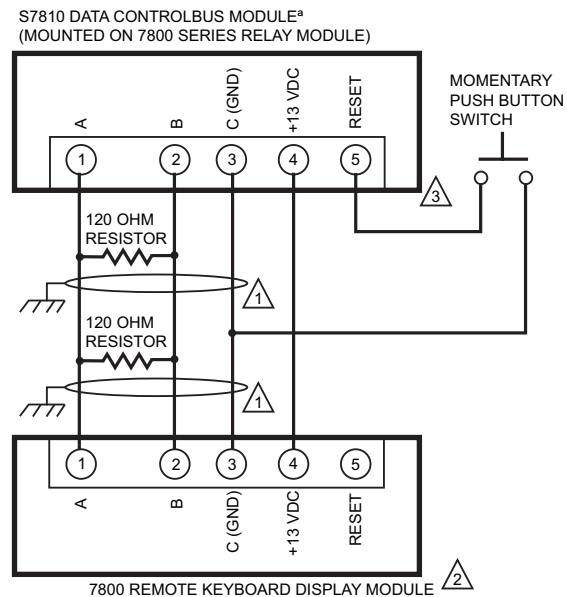 S7810 DATA CONTROLBUS MODULEª
(MOUNTED ON 7800 SERIES RELAY MODULE)
A
B
C (GND)
+13 VDC
RESET
1
2
3
4
5
MOMENTARY
PUSH BUTTON
SWITCH
3
120 OHM
RESISTOR
1
120 OHM
RESISTOR
1
1
2
3
4
5
A
B
C (GND)
+13 VDC
RESET
7800 REMOTE KEYBOARD DISPLAY MODULE
2